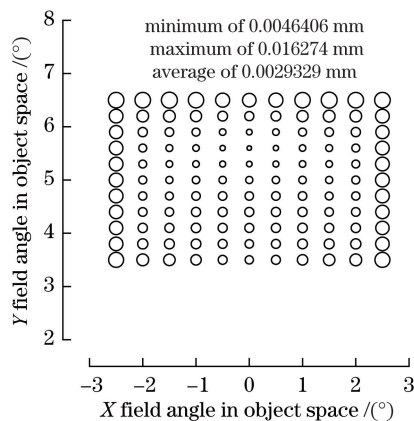 minimum of 0.0046406 mm
maximum of 0.016274 mm
average of 0.0029329 mm
8
7
6
5
4
3
2
Y field angle in object space /(°)
−3 −2 −1 0 1 2 3
X field angle in object space /(°)